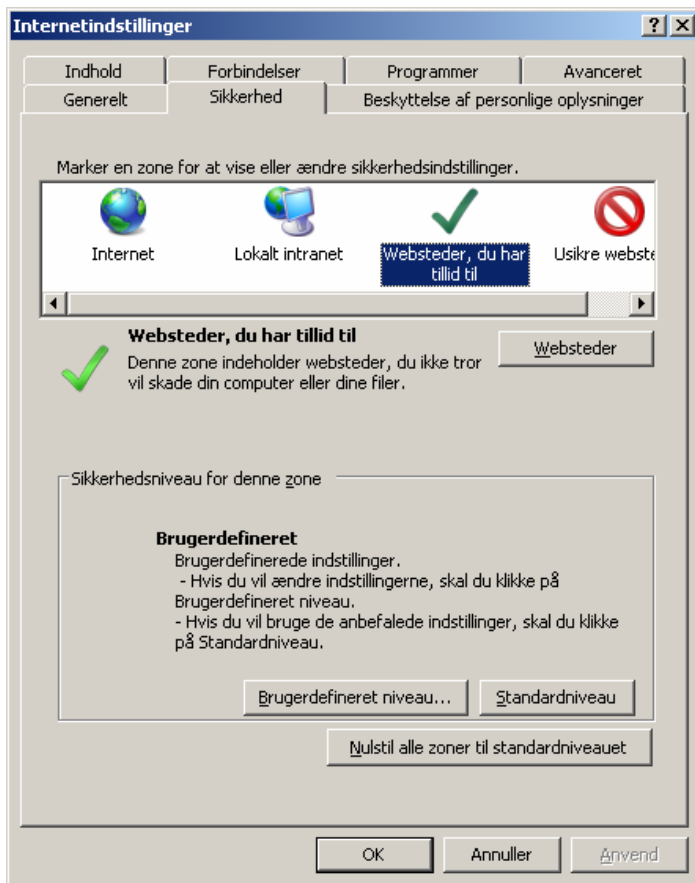 Internetindstillinger
Indhold Forbindelser Programmer Avanceret
Generelt Sikkerhed Beskyttelse af personlige oplysninger
Marker en zone for at vise eller ændre sikkerhedsindstillinger.
Internet Lokalt intranet Websteder, du har Usikre webste
tillid til
Websteder, du har tillid til
Websteder
Denne zone indeholder websteder, du ikke tror
vil skade din computer eller dine filer.
Sikkerhedsniveau for denne zone
Brugerdefineret
Brugerdefinerede indstillinger.
- Hvis du vil ændre indstillingerne, skal du klikke på
Brugerdefineret niveau.
- Hvis du vil bruge de anbefalede indstillinger, skal du klikke
på Standardniveau.
Brugerdefineret niveau... Standardniveau
Nulstil alle zoner til standardniveauet
OK Annuller Anvend